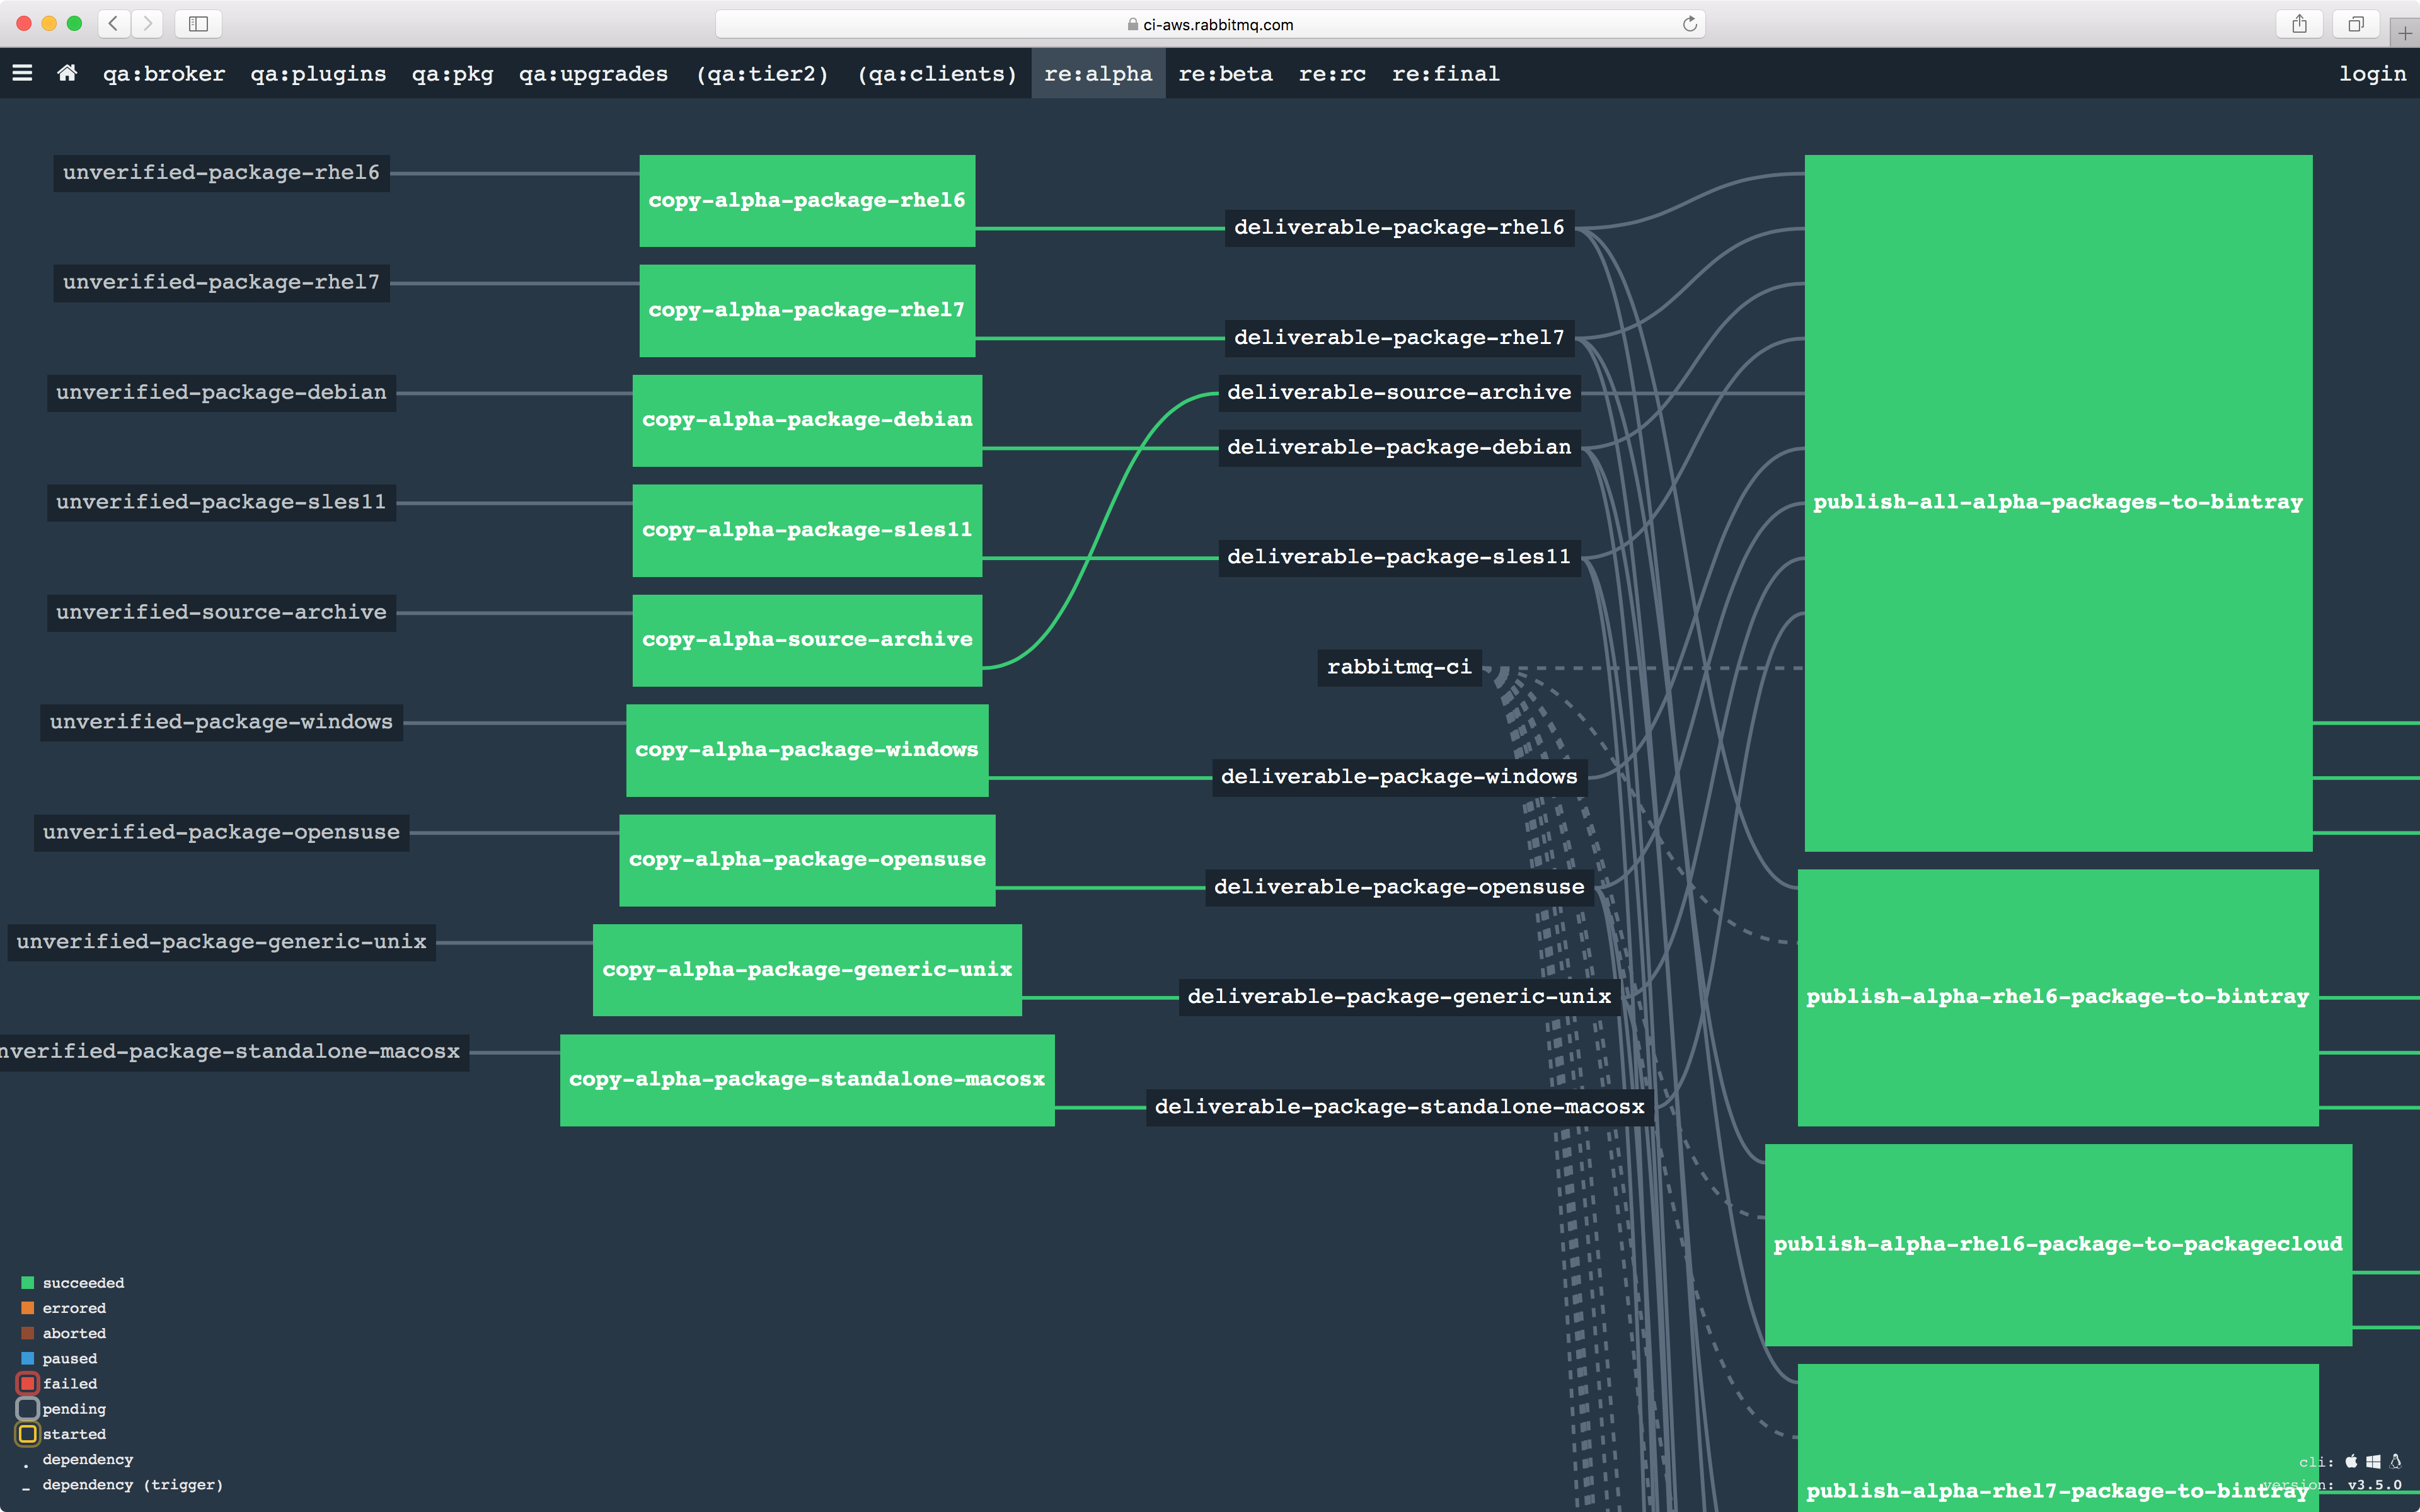 ci-aws.rabbitmq.com
qa:broker qa:plugins qa:pkg qa:upgrades (qa:tier2) (qa:clients) re:alpha re:beta re:rc re:final login
unverified-package-rhel6
copy-alpha-package-rhel6
deliverable-package-rhel6
unverified-package-rhel7
copy-alpha-package-rhel7
deliverable-package-rhel7
unverified-package-debian
copy-alpha-package-debian
deliverable-source-archive
deliverable-package-debian
unverified-package-sles11
copy-alpha-package-sles11
deliverable-package-sles11
publish-all-alpha-packages-to-bintray
unverified-source-archive
copy-alpha-source-archive
rabbitmq-ci
unverified-package-windows
copy-alpha-package-windows
deliverable-package-windows
unverified-package-opensuse
copy-alpha-package-opensuse
deliverable-package-opensuse
unverified-package-generic-unix
copy-alpha-package-generic-unix
deliverable-package-generic-unix
publish-alpha-rhel6-package-to-bintray
nverified-package-standalone-macosx
copy-alpha-package-standalone-macosx
deliverable-package-standalone-macosx
publish-alpha-rhel6-package-to-packagecloud
publish-alpha-rhel7-package-to-bintray
succeeded
errored
aborted
paused
failed
pending
started
. dependency
- dependency (trigger)
cli:
version: v3.5.0